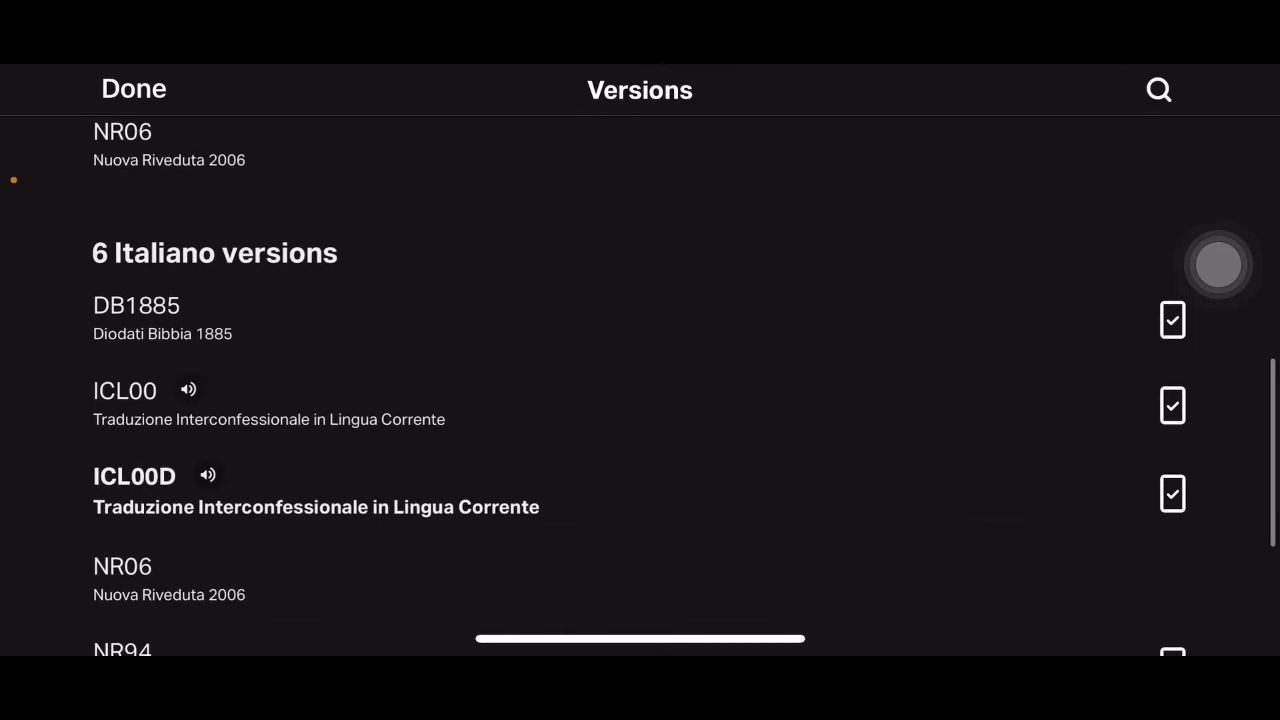 Done
Versions
NR06
Nuova Riveduta 2006
6 Italiano versions
DB1885
Diodati Bibbia 1885
ICL00
Traduzione Interconfessionale in Lingua Corrente
ICL00D
Traduzione Interconfessionale in Lingua Corrente
NR06
Nuova Riveduta 2006
NR94